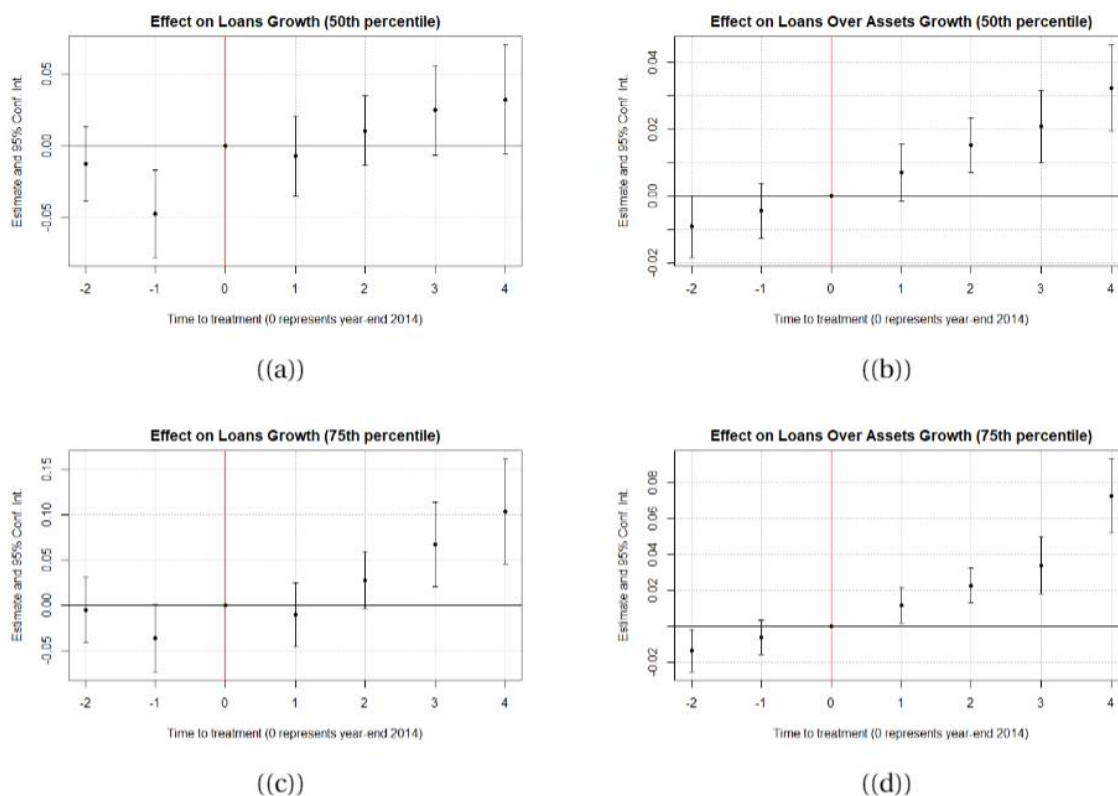 Effect on Loans Growth (50th percentile)
Estimate and 95% Conf. Int.
0.05
0.00
-0.05
-2 -1 0 1 2 3 4
Time to treatment (0 represents year-end 2014)
((a))
Effect on Loans Over Assets Growth (50th percentile)
Estimate and 95% Conf. Int.
0.04
0.02
0.00
-0.02
-2 -1 0 1 2 3 4
Time to treatment (0 represents year-end 2014)
((b))
Effect on Loans Growth (75th percentile)
Estimate and 95% Conf. Int.
0.15
0.10
0.05
0.00
-0.05
-2 -1 0 1 2 3 4
Time to treatment (0 represents year-end 2014)
((c))
Effect on Loans Over Assets Growth (75th percentile)
Estimate and 95% Conf. Int.
0.08
0.06
0.04
0.02
-0.02
-2 -1 0 1 2 3 4
Time to treatment (0 represents year-end 2014)
((d))